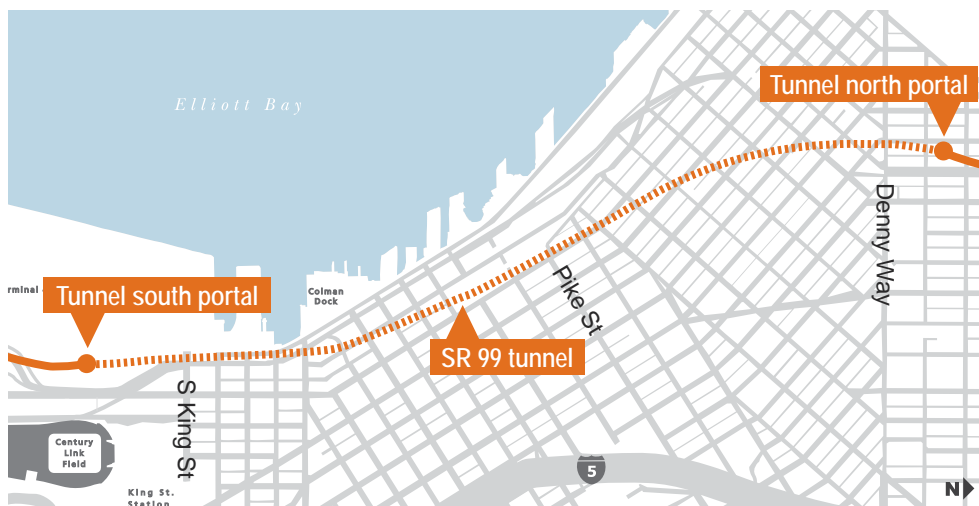 Elliott Bay
Tunnel north portal
Denny Way
rminal
Tunnel south portal
Colman
Dock
Pike St
SR 99 tunnel
S King St
Century
Link
Field
5
King St.
Station
N